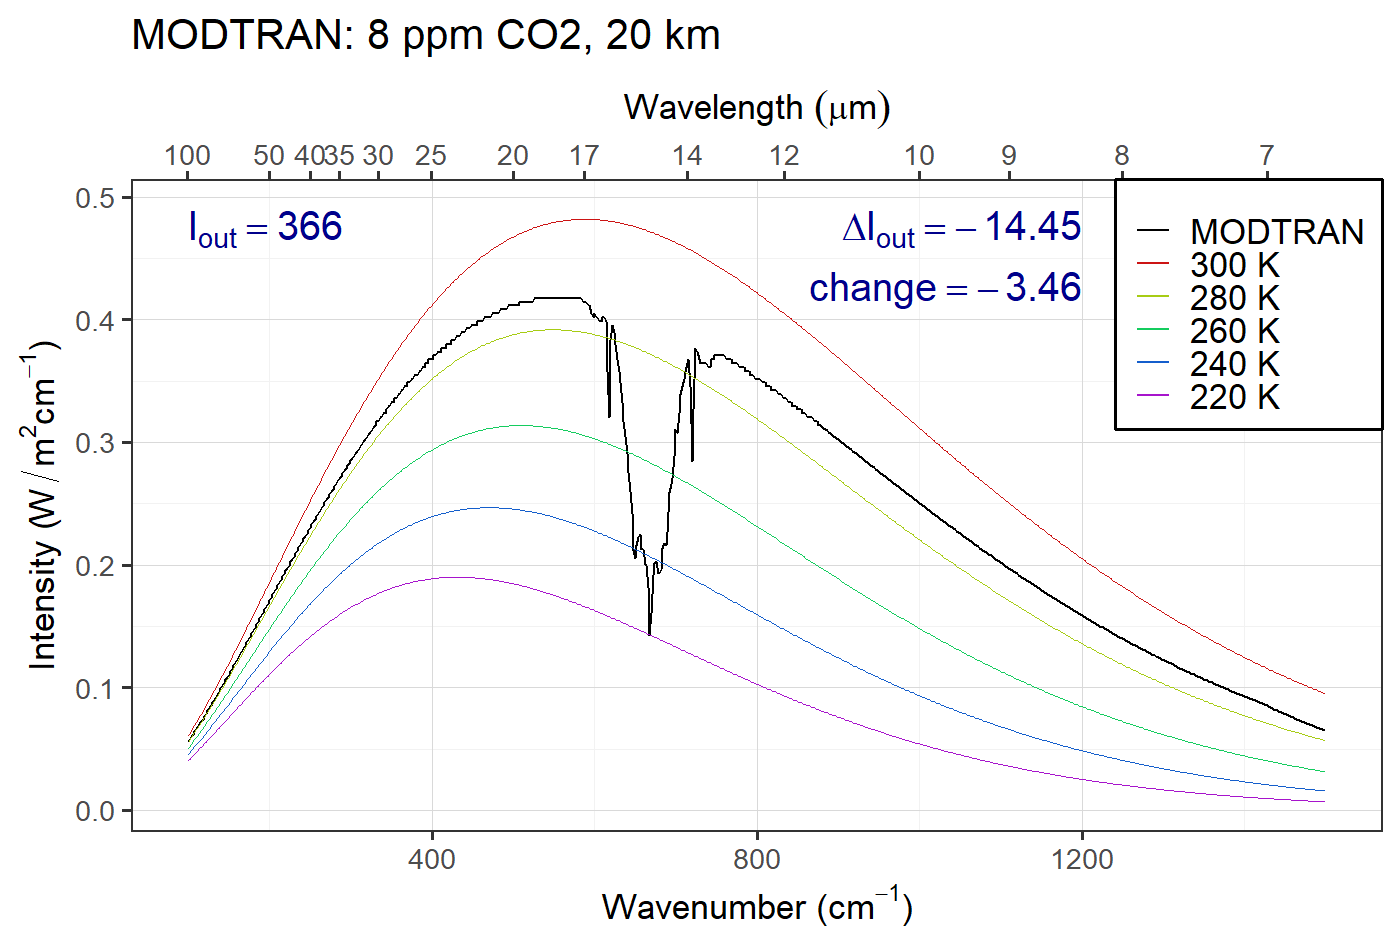 MODTRAN: 8 ppm CO2, 20 km
Wavelength (μm)
100 50 40 35 30 25 20 17 14 12 10 9 8 7
0.5
0.4
0.3
0.2
0.1
0.0
Intensity (W / m²cm⁻¹)
I_out = 366
ΔI_out = − 14.45
change = − 3.46
MODTRAN
300 K
280 K
260 K
240 K
220 K
400 800 1200
Wavenumber (cm⁻¹)